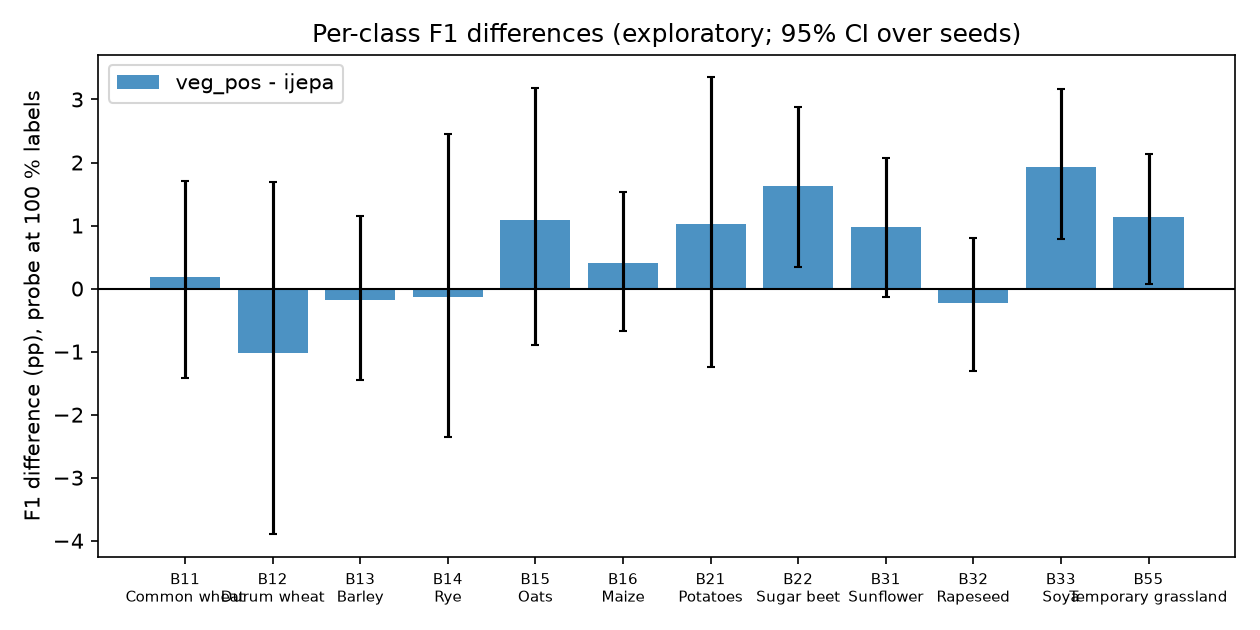 Per-class F1 differences (exploratory; 95% CI over seeds)
veg_pos - ijepa
F1 difference (pp), probe at 100 % labels
3
2
1
0
−1
−2
−3
−4
B11 B12 B13 B14 B15 B16 B21 B22 B31 B32 B33 B55
Common wheat Durum wheat Barley Rye Oats Maize Potatoes Sugar beet Sunflower Rapeseed Soya Temporary grassland